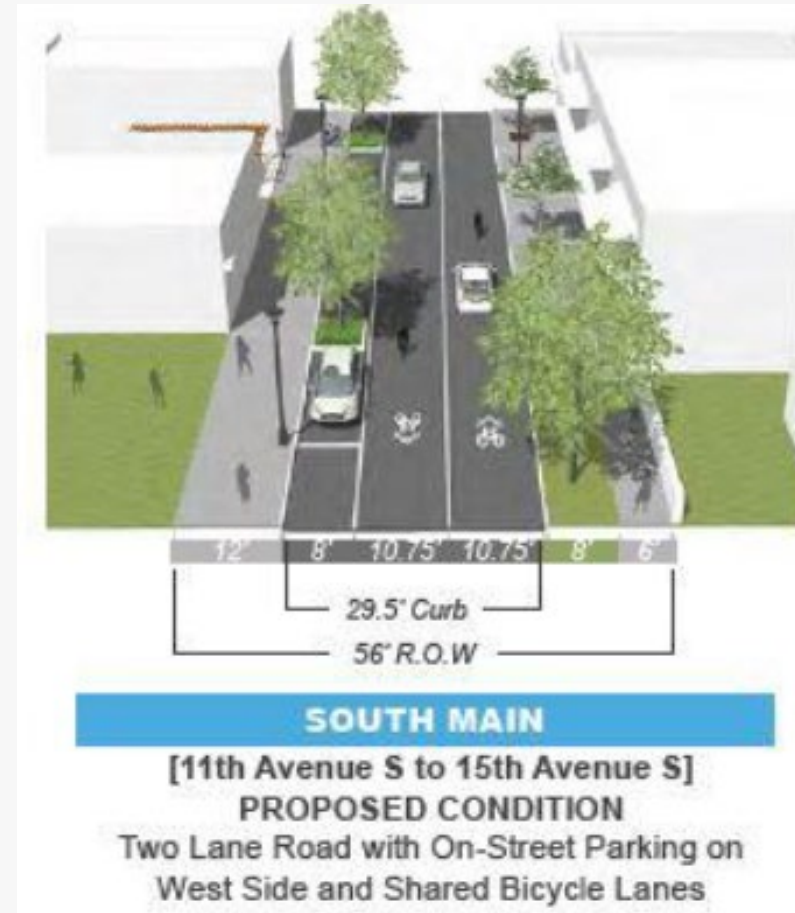 12' 8' 10.75' 10.75' 8' 6'
29.5' Curb
56' R.O.W
SOUTH MAIN
[11th Avenue S to 15th Avenue S]
PROPOSED CONDITION
Two Lane Road with On-Street Parking on
West Side and Shared Bicycle Lanes